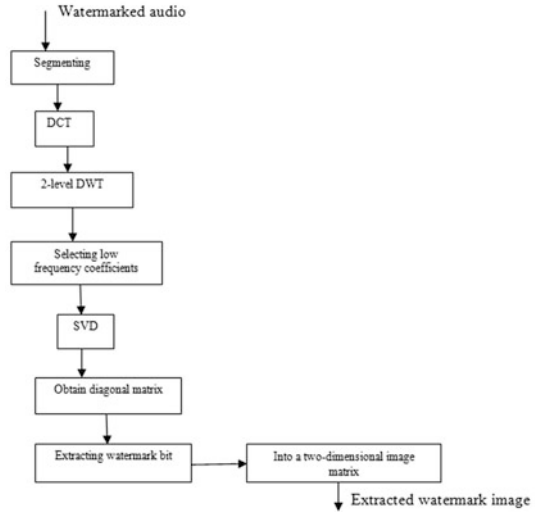 Watermarked audio
Segmenting
DCT
2-level DWT
Selecting low
frequency coefficients
SVD
Obtain diagonal matrix
Extracting watermark bit
Into a two-dimensional image
matrix
Extracted watermark image